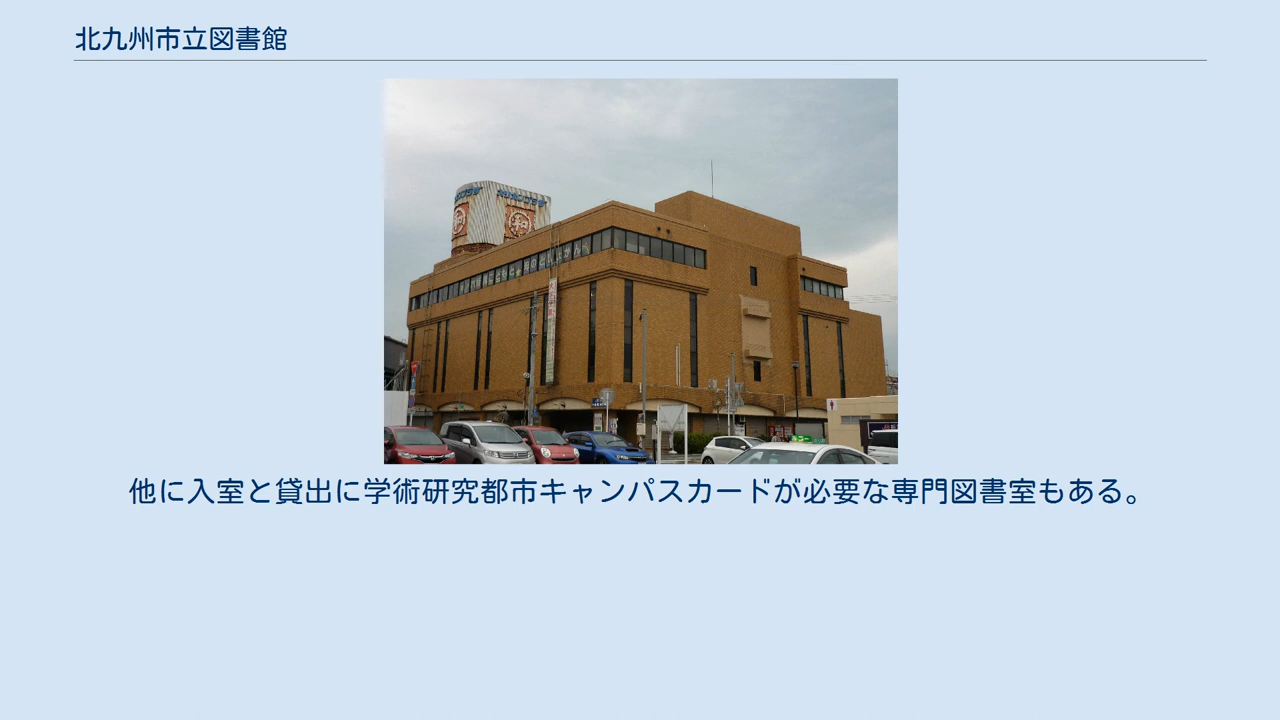 北九州市立図書館
和
他に入室と貸出に学術研究都市キャンパスカードが必要な専門図書室もある。